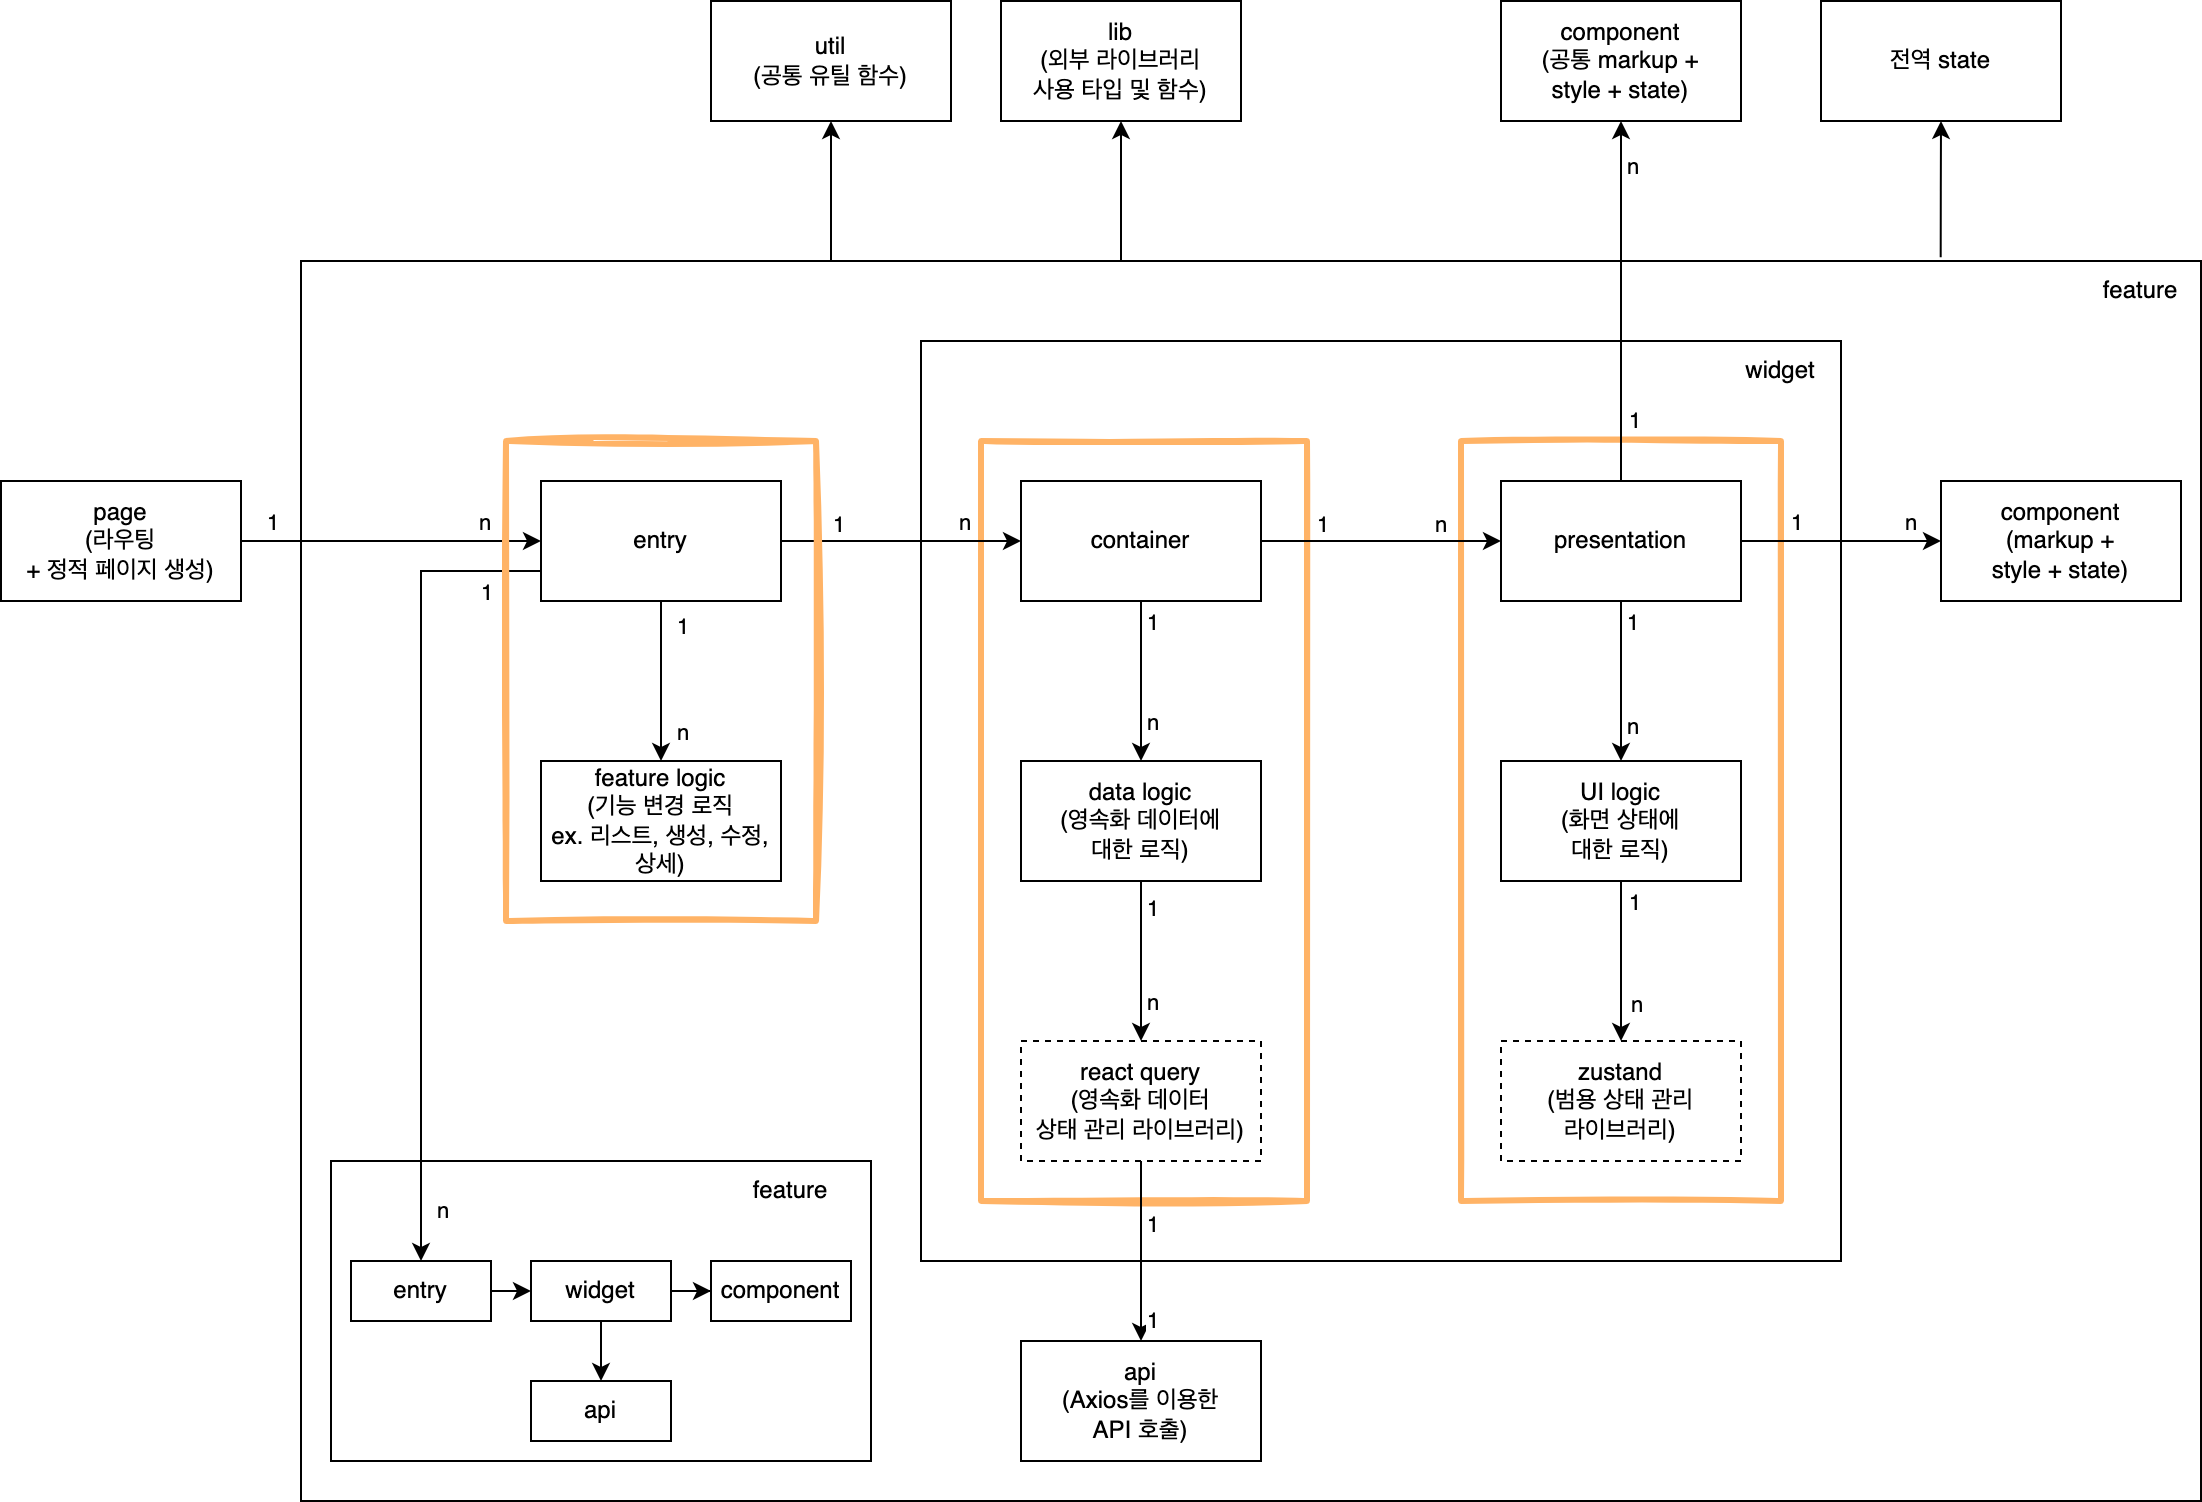 util
(공통 유틸 함수)
lib
(외부 라이브러리
사용 타입 및 함수)
component
(공통 markup +
style + state)
전역 state
n
feature
widget
1
page
(라우팅
+ 정적 페이지 생성)
1
n
entry
1
n
container
1
n
presentation
1
n
component
(markup +
style + state)
1
1
1
1
n
n
n
feature logic
(기능 변경 로직
ex. 리스트, 생성, 수정,
상세)
data logic
(영속화 데이터에
대한 로직)
UI logic
(화면 상태에
대한 로직)
1
1
n
n
react query
(영속화 데이터
상태 관리 라이브러리)
zustand
(범용 상태 관리
라이브러리)
feature
n
1
entry
widget
component
1
api
api
(Axios를 이용한
API 호출)